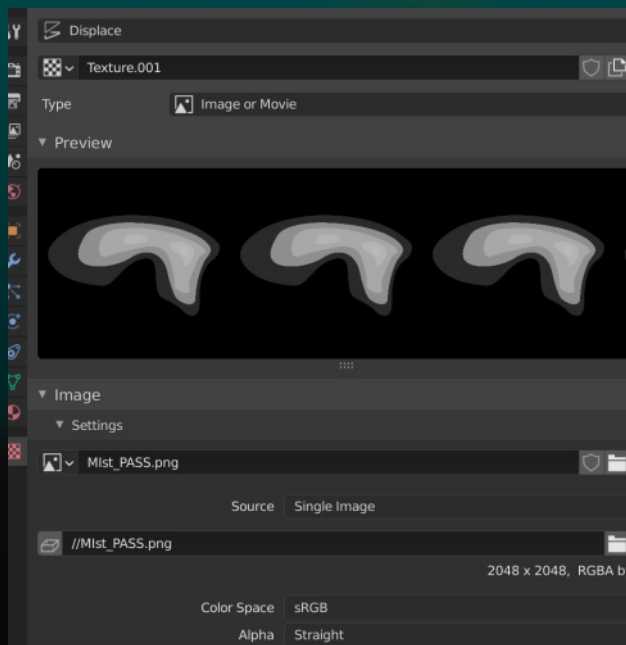 Displace
Texture.001
Type Image or Movie
Preview
Image
Settings
MIst_PASS.png
Source Single Image
//MIst_PASS.png
2048 x 2048, RGBA b
Color Space sRGB
Alpha Straight